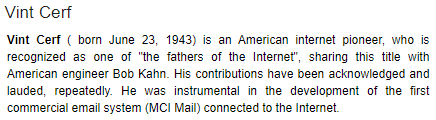 Vint Cerf
Vint Cerf ( born June 23, 1943) is an American internet pioneer, who is
recognized as one of "the fathers of the Internet", sharing this title with
American engineer Bob Kahn. His contributions have been acknowledged and
lauded, repeatedly. He was instrumental in the development of the first
commercial email system (MCI Mail) connected to the Internet.